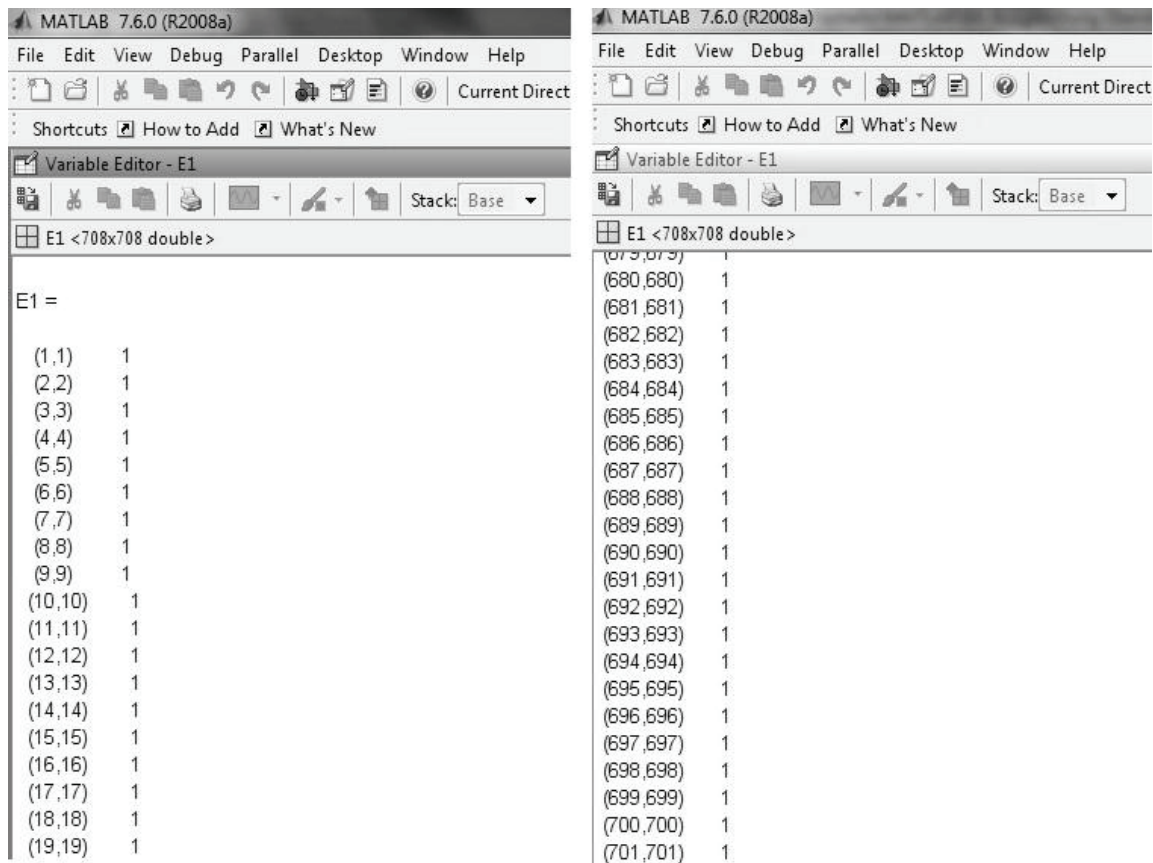 MATLAB 7.6.0 (R2008a)
File Edit View Debug Parallel Desktop Window Help
Current Direct
Shortcuts How to Add What's New
Variable Editor - E1
Stack: Base
E1 <708x708 double>
E1 =
(1,1) 1
(2,2) 1
(3,3) 1
(4,4) 1
(5,5) 1
(6,6) 1
(7,7) 1
(8,8) 1
(9,9) 1
(10,10) 1
(11,11) 1
(12,12) 1
(13,13) 1
(14,14) 1
(15,15) 1
(16,16) 1
(17,17) 1
(18,18) 1
(19,19) 1
MATLAB 7.6.0 (R2008a)
File Edit View Debug Parallel Desktop Window Help
Current Direct
Shortcuts How to Add What's New
Variable Editor - E1
Stack: Base
E1 <708x708 double>
(679,679) 1
(680,680) 1
(681,681) 1
(682,682) 1
(683,683) 1
(684,684) 1
(685,685) 1
(686,686) 1
(687,687) 1
(688,688) 1
(689,689) 1
(690,690) 1
(691,691) 1
(692,692) 1
(693,693) 1
(694,694) 1
(695,695) 1
(696,696) 1
(697,697) 1
(698,698) 1
(699,699) 1
(700,700) 1
(701,701) 1